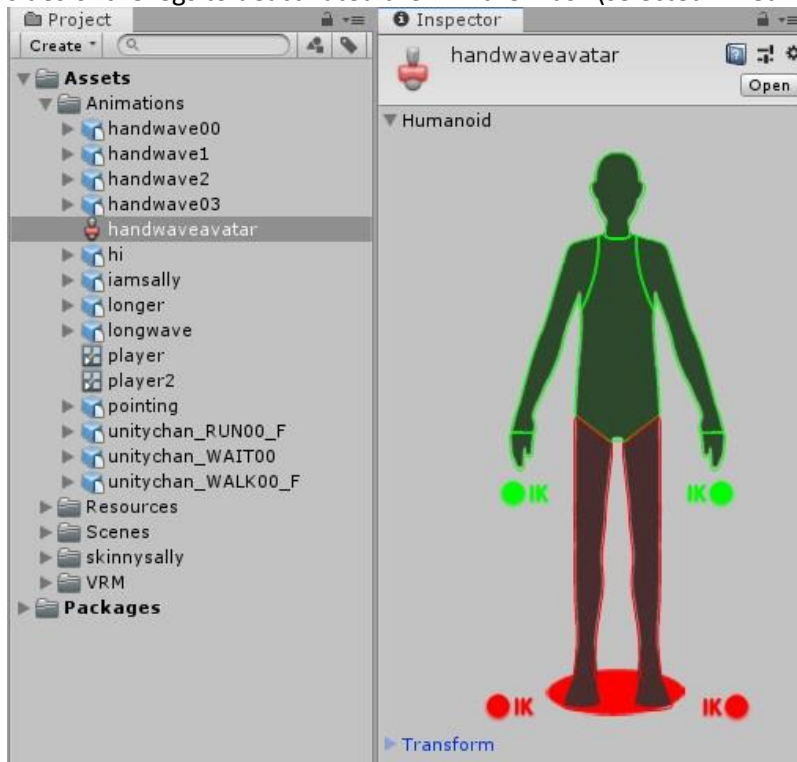 Project
Create
Assets
Animations
handwave00
handwave1
handwave2
handwave03
handwaveavatar
hi
iamsally
longer
longwave
player
player2
pointing
unitychan_RUN00_F
unitychan_WAIT00
unitychan_WALK00_F
Resources
Scenes
skinnysally
VRM
Packages
Inspector
handwaveavatar
Open
Humanoid
IK
IK
IK
IK
Transform